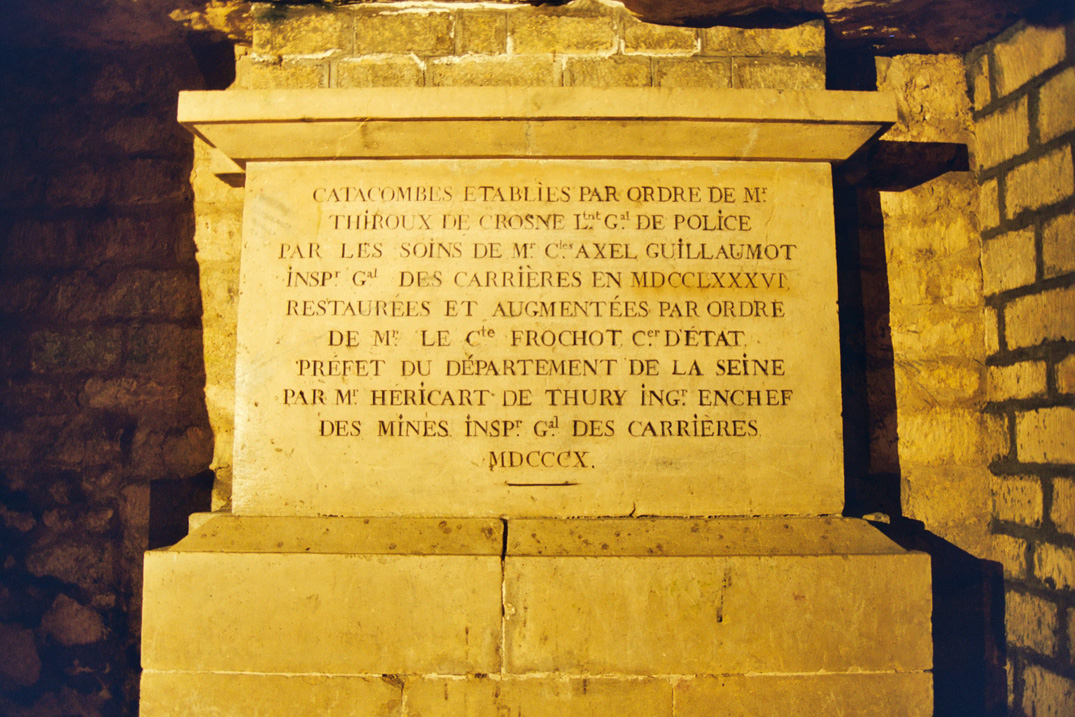 CATACOMBES ETABLIES PAR ORDRE DE Mr
THIROUX DE CROSNE Ltnt Gal DE POLICE
PAR LES SOINS DE Mr Cles AXEL GUILLAUMOT
INSPr Gal DES CARRIÈRES EN MDCCLXXXVI.
RESTAURÉES ET AUGMENTÉES PAR ORDRE
DE Mr LE Cte FROCHOT Cer D'ÉTAT.
PRÉFET DU DÉPARTEMENT DE LA SEINE
PAR Mr HÉRICART DE THURY INGr ENCHEF
DES MINES. INSPr Gal DES CARRIÈRES.
MDCCCX.